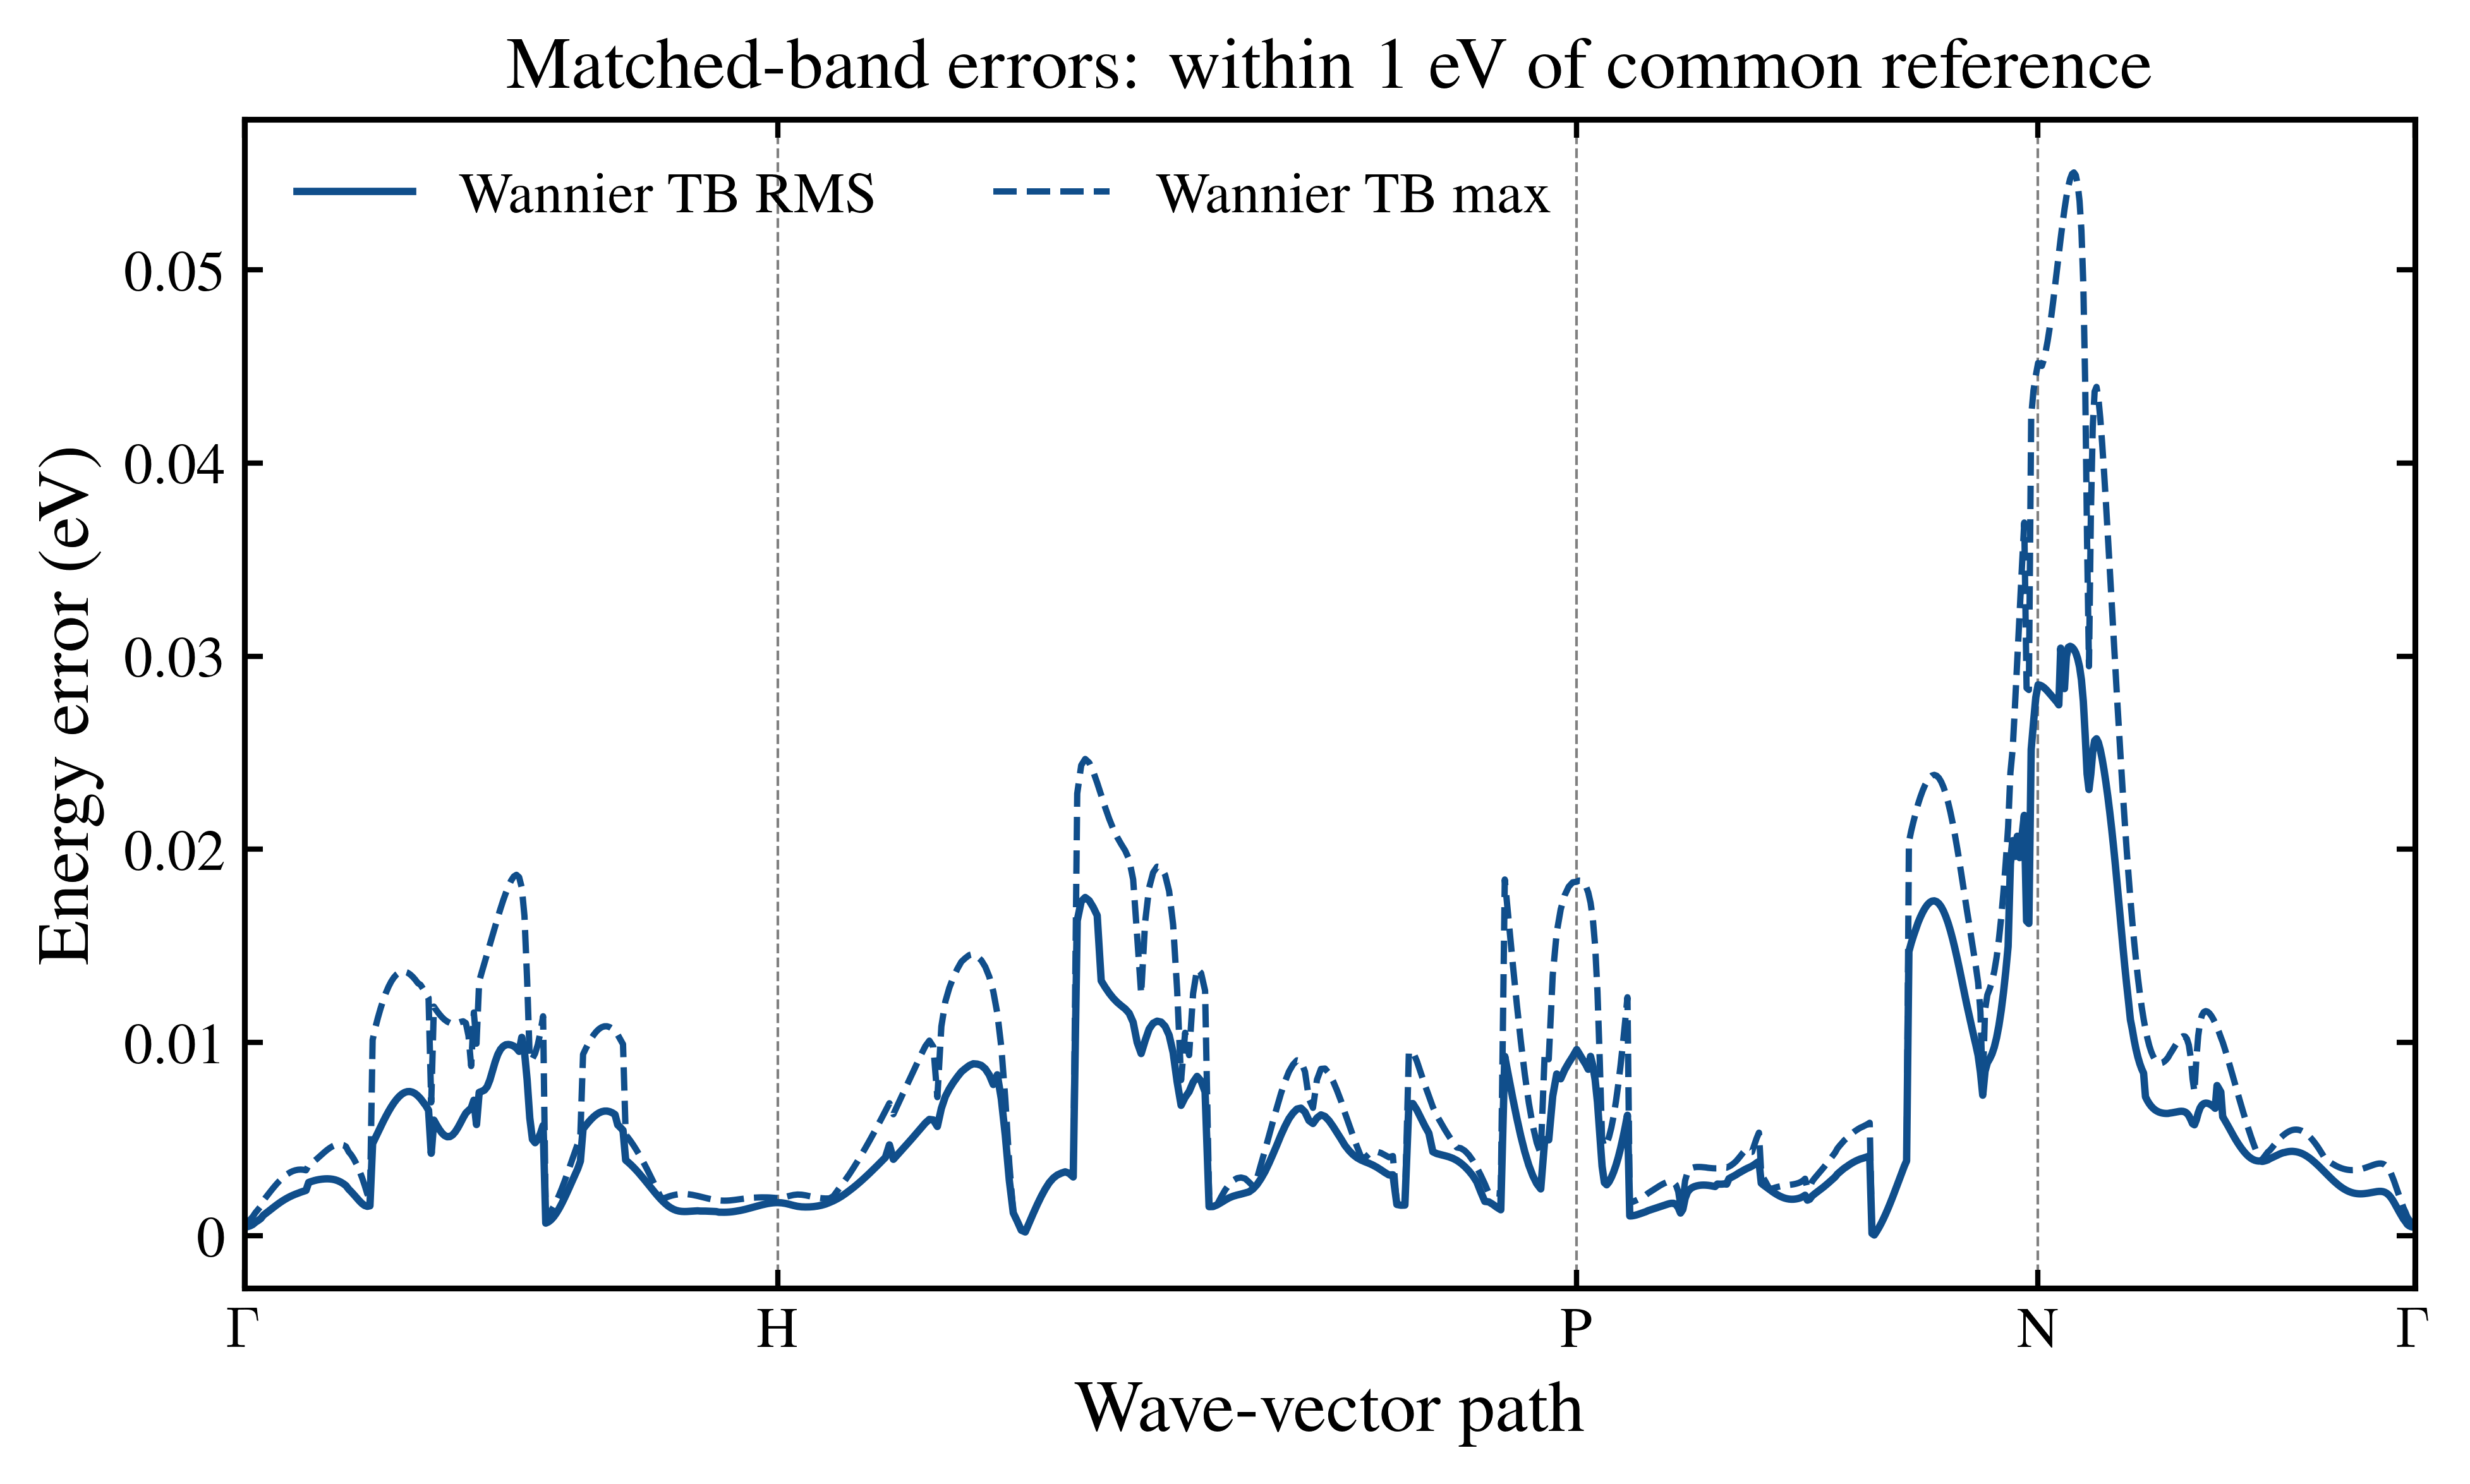 Matched-band errors: within 1 eV of common reference
Wannier TB RMS
Wannier TB max
Energy error (eV)
0.05
0.04
0.03
0.02
0.01
0
Γ
H
P
N
Γ
Wave-vector path